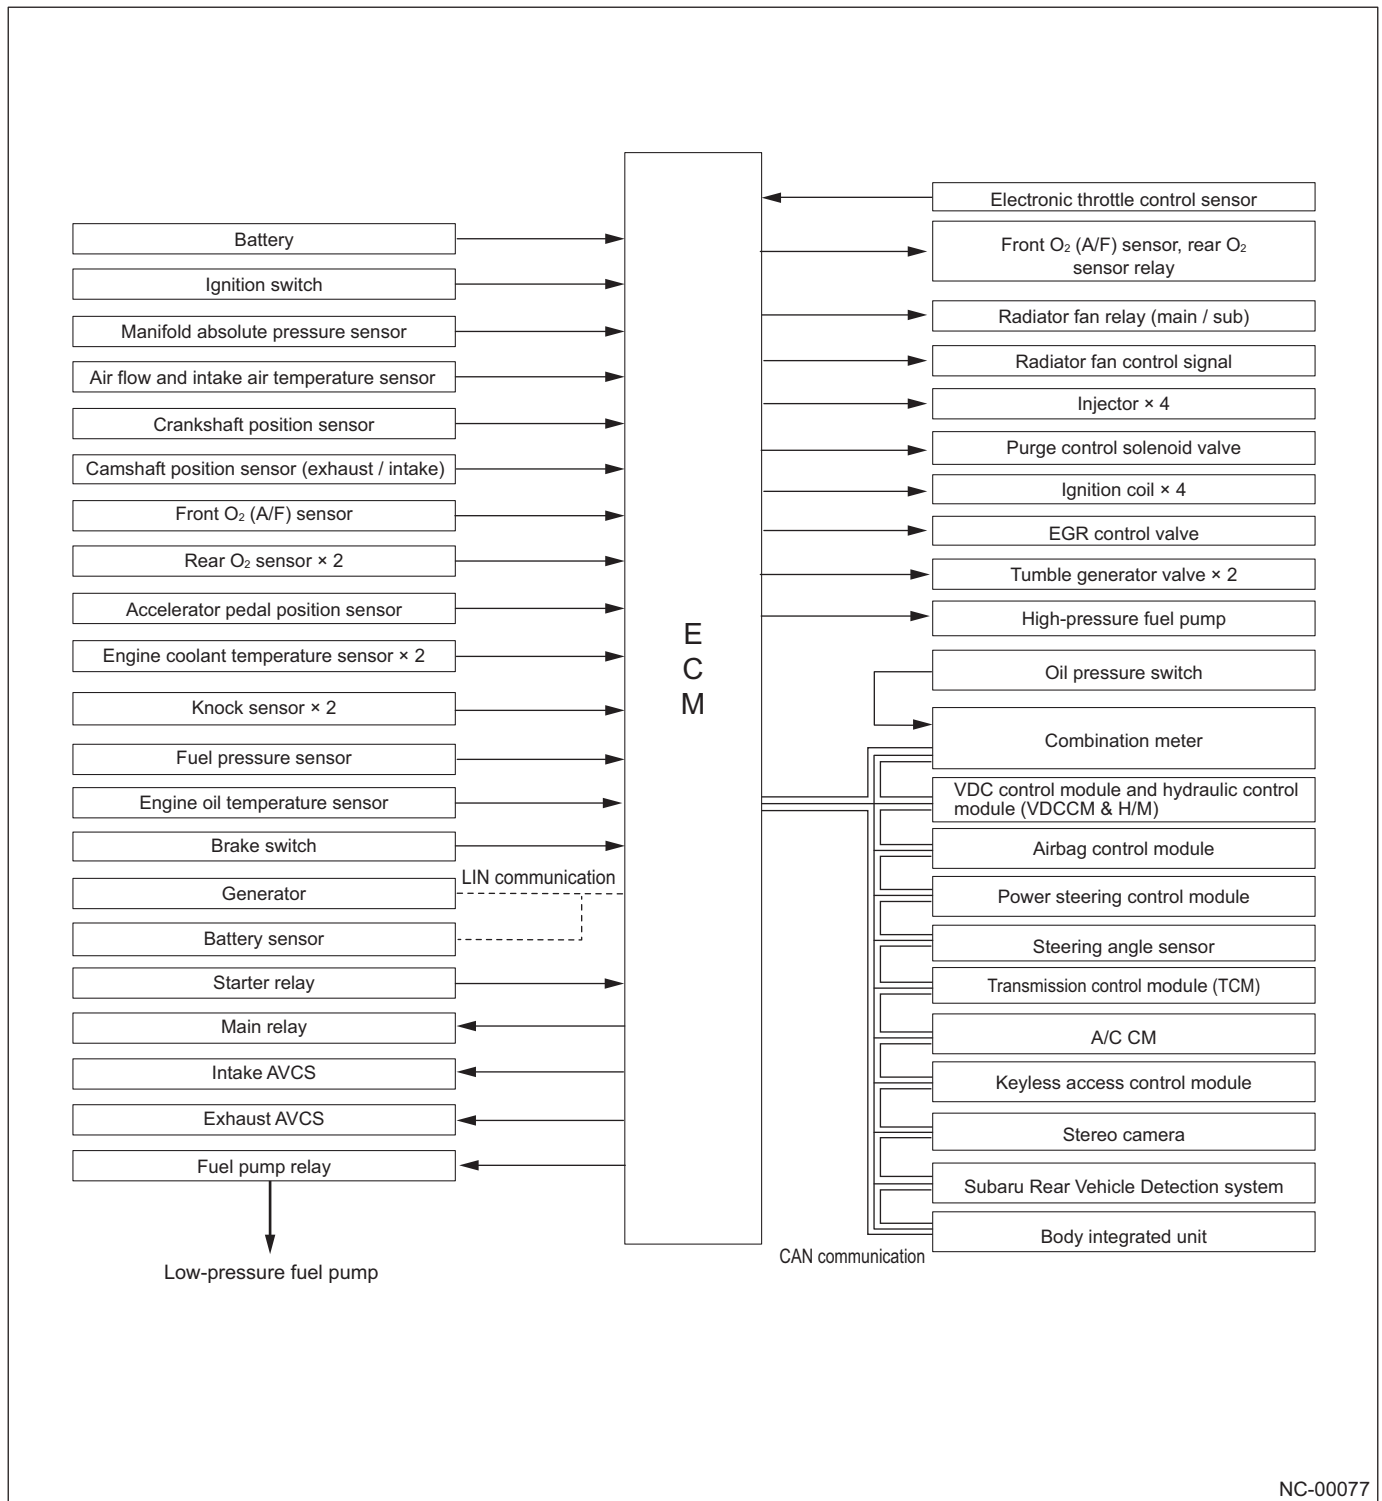 Battery
Ignition switch
Manifold absolute pressure sensor
Air flow and intake air temperature sensor
Crankshaft position sensor
Camshaft position sensor (exhaust / intake)
Front O₂ (A/F) sensor
Rear O₂ sensor × 2
Accelerator pedal position sensor
Engine coolant temperature sensor × 2
Knock sensor × 2
Fuel pressure sensor
Engine oil temperature sensor
Brake switch
LIN communication
Generator
Battery sensor
Starter relay
Main relay
Intake AVCS
Exhaust AVCS
Fuel pump relay
Low-pressure fuel pump
E
C
M
Electronic throttle control sensor
Front O₂ (A/F) sensor, rear O₂
sensor relay
Radiator fan relay (main / sub)
Radiator fan control signal
Injector × 4
Purge control solenoid valve
Ignition coil × 4
EGR control valve
Tumble generator valve × 2
High-pressure fuel pump
Oil pressure switch
Combination meter
VDC control module and hydraulic control
module (VDCCM & H/M)
Airbag control module
Power steering control module
Steering angle sensor
Transmission control module (TCM)
A/C CM
Keyless access control module
Stereo camera
Subaru Rear Vehicle Detection system
Body integrated unit
CAN communication
NC-00077